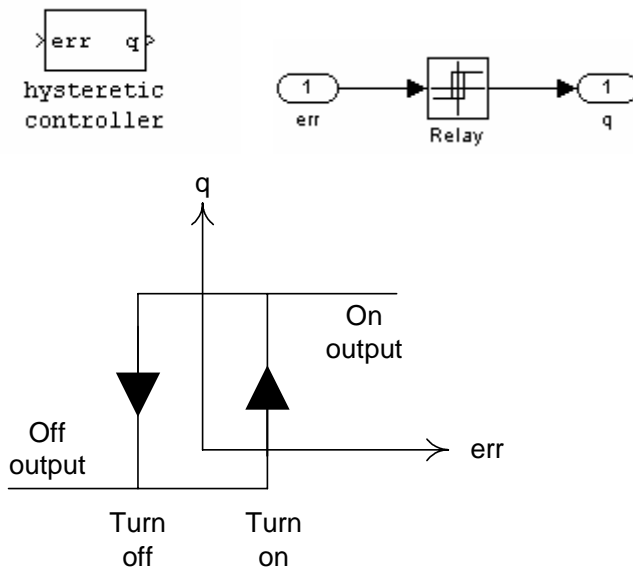 err q
hysteretic
controller
1
err
Relay
1
q
q
On
output
Off
output
err
Turn
off
Turn
on